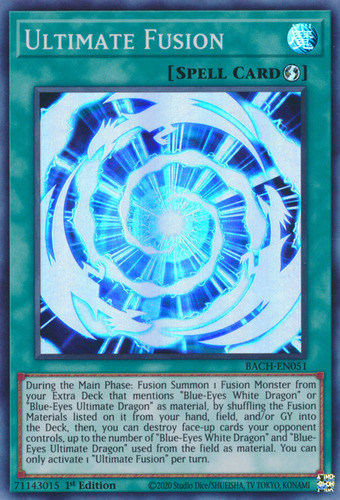 ULTIMATE FUSION
[SPELL CARD]
BACH-EN051
During the Main Phase: Fusion Summon 1 Fusion Monster from
your Extra Deck that mentions "Blue-Eyes White Dragon" or
"Blue-Eyes Ultimate Dragon" as material, by shuffling the Fusion
Materials listed on it from your hand, field, and/or GY into
the Deck, then, you can destroy face-up cards your opponent
controls, up to the number of "Blue-Eyes White Dragon" and "Blue-
Eyes Ultimate Dragon" used from the field as material. You can
only activate 1 "Ultimate Fusion" per turn.
71143015 1st Edition ©2020 Studio Dice/SHUEISHA, TV TOKYO, KONAMI